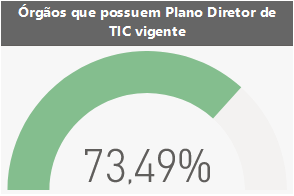 Órgãos que possuem Plano Diretor de
TIC vigente
73,49%